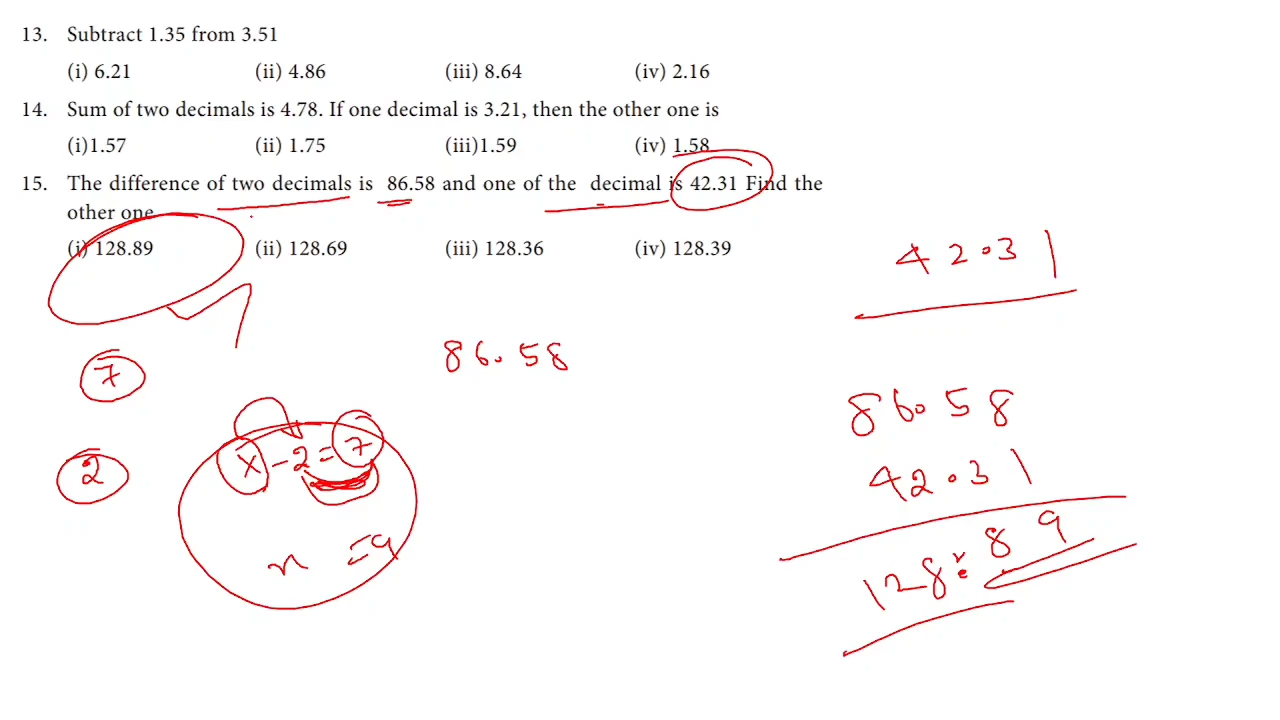 13. Subtract 1.35 from 3.51
(i) 6.21 (ii) 4.86 (iii) 8.64 (iv) 2.16
14. Sum of two decimals is 4.78. If one decimal is 3.21, then the other one is
(i)1.57 (ii) 1.75 (iii)1.59 (iv) 1.58
15. The difference of two decimals is 86.58 and one of the decimal is 42.31 Find the
other one
(i) 128.89 (ii) 128.69 (iii) 128.36 (iv) 128.39
42.31
7
86.58
86.58
x - 2 = 7
2
42.31
= 9
128.89